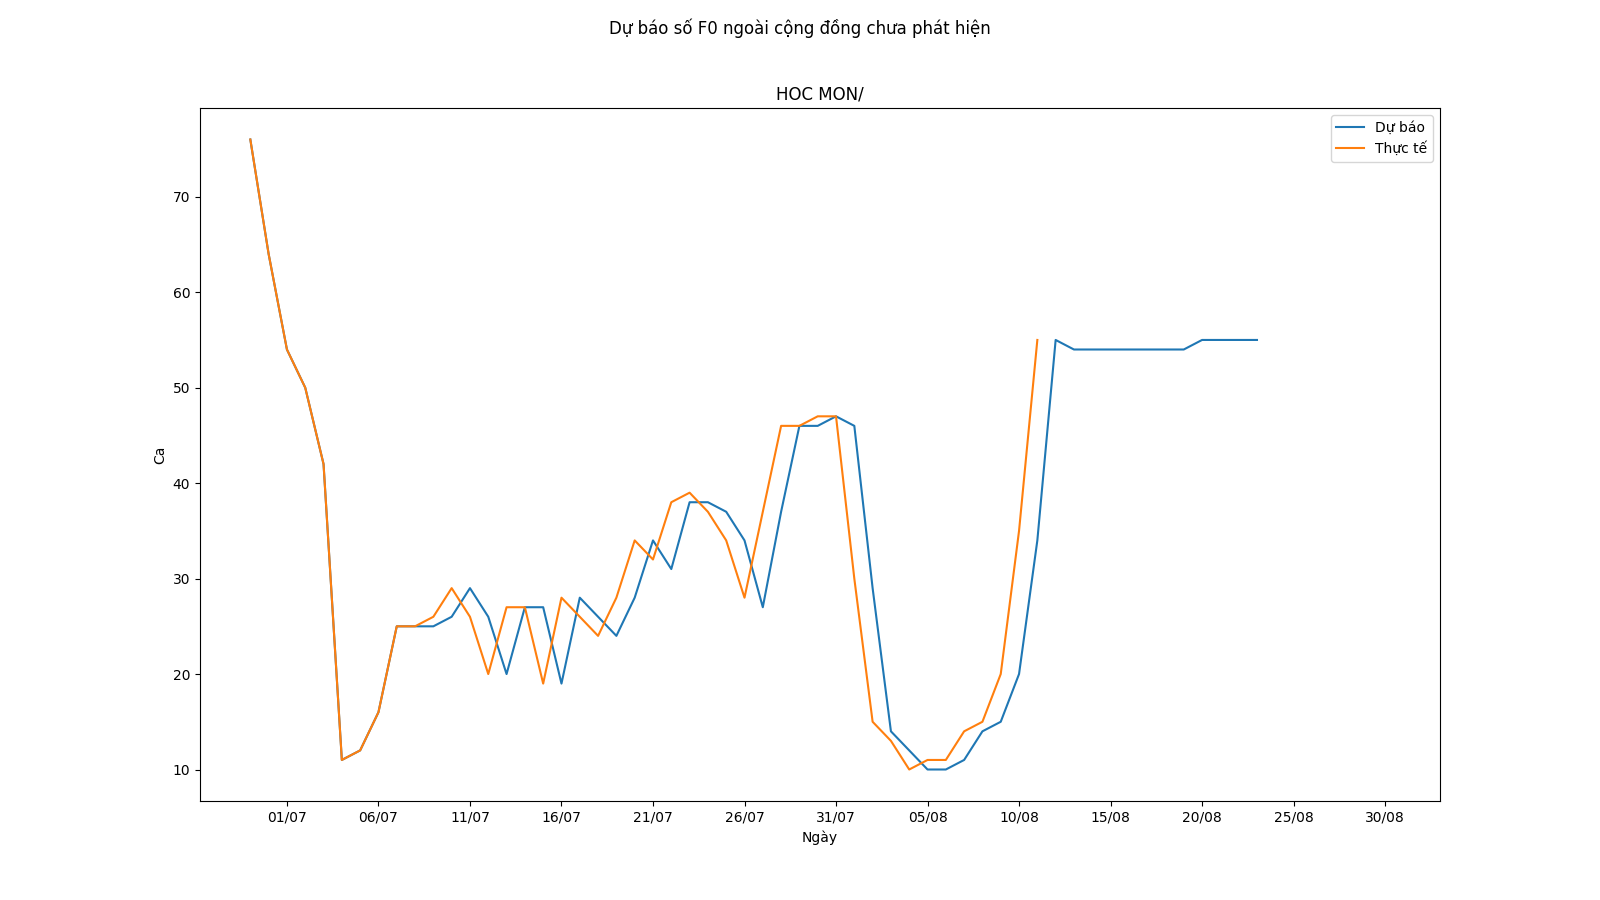 Dự báo số F0 ngoài cộng đồng chưa phát hiện
HOC MON/
Dự báo
Thực tế
70
60
50
40
30
20
10
Ca
01/07 06/07 11/07 16/07 21/07 26/07 31/07 05/08 10/08 15/08 20/08 25/08 30/08
Ngày